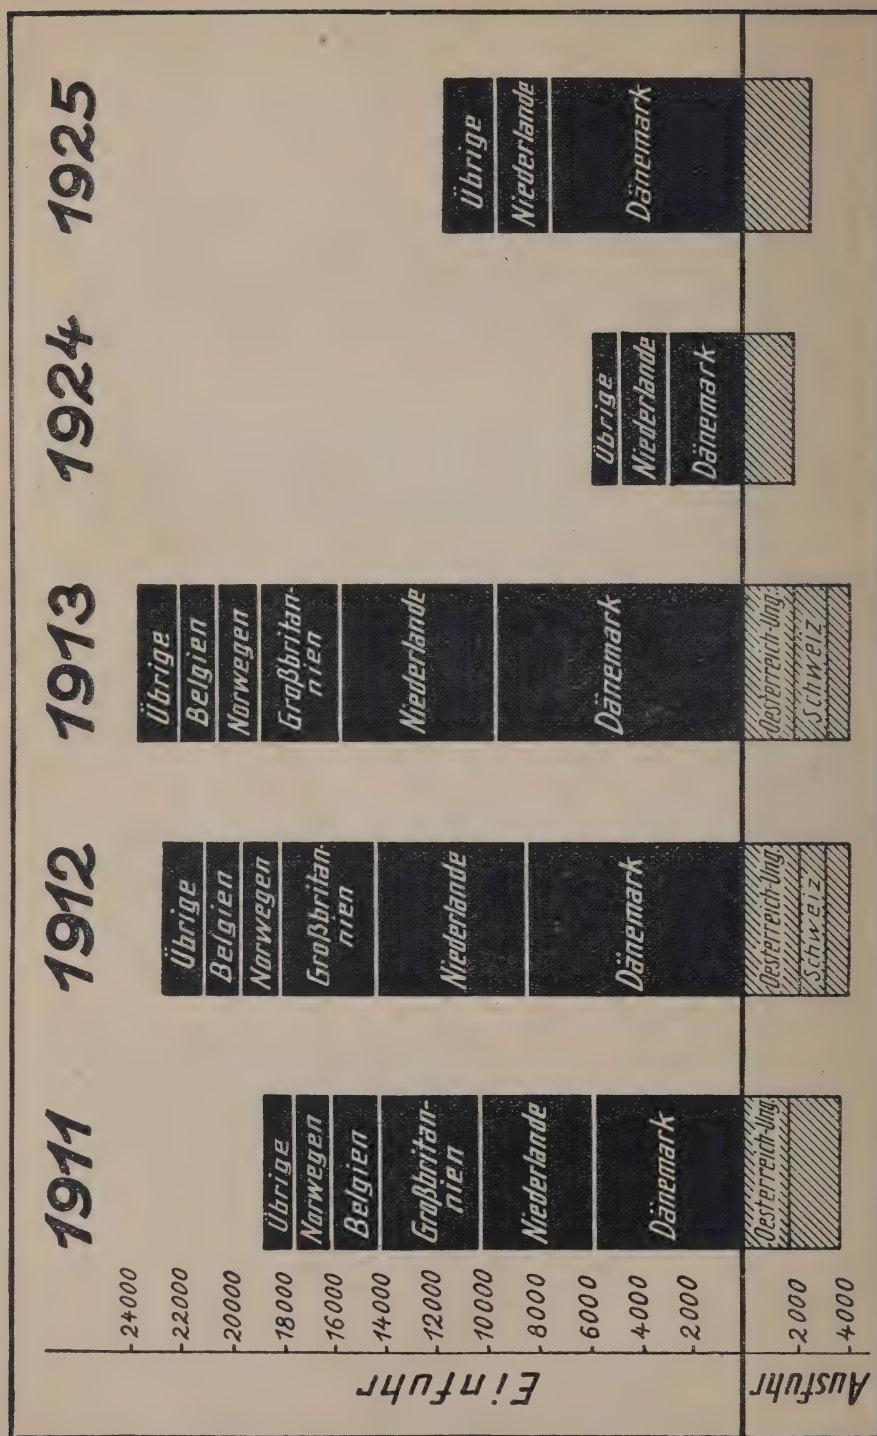 1911
1912
1913
1924
1925
24000
22000
20000
18000
16000
14000
12000
10000
8000
6000
4000
2000
2000
4000
Einfuhr
Ausfuhr
Übrige
Norwegen
Belgien
Großbritan-
nien
Niederlande
Dänemark
Oesterreich-Ung.
Übrige
Belgien
Norwegen
Großbritan-
nien
Niederlande
Dänemark
Oesterreich-Ung.
Schweiz
Übrige
Belgien
Norwegen
Großbritan-
nien
Niederlande
Dänemark
Oesterreich-Ung.
Schweiz
Übrige
Niederlande
Dänemark
Übrige
Niederlande
Dänemark